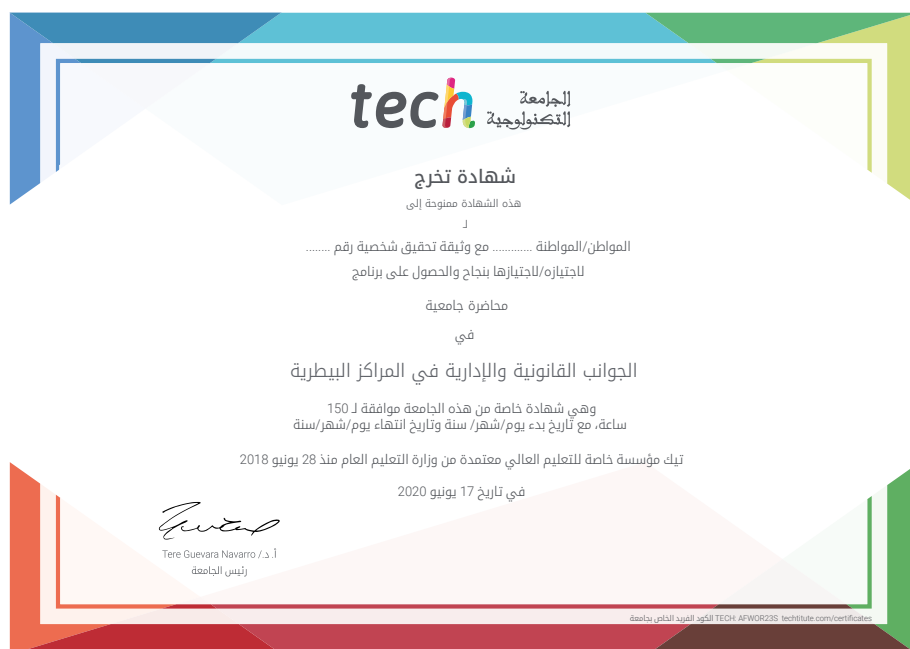 tech الجامعة
التكنولوجية
شهادة تخرج
هذه الشهادة ممنوحة إلى
لـ
المواطن/المواطنة ............ مع وثيقة تحقيق شخصية رقم ........
لاجتيازه/لاجتيازها بنجاح والحصول على برنامج
محاضرة جامعية
في
الجوانب القانونية والإدارية في المراكز البيطرية
وهي شهادة خاصة من هذه الجامعة موافقة لـ 150
ساعة، مع تاريخ بدء يوم/شهر/ سنة وتاريخ انتهاء يوم/شهر/سنة
تيك مؤسسة خاصة للتعليم العالي معتمدة من وزارة التعليم العام منذ 28 يونيو 2018
في تاريخ 17 يونيو 2020
أ. د./ Tere Guevara Navarro
رئيس الجامعة
الكود الفريد الخاص بجامعة TECH: AFWOR23S techtitute.com/certificates